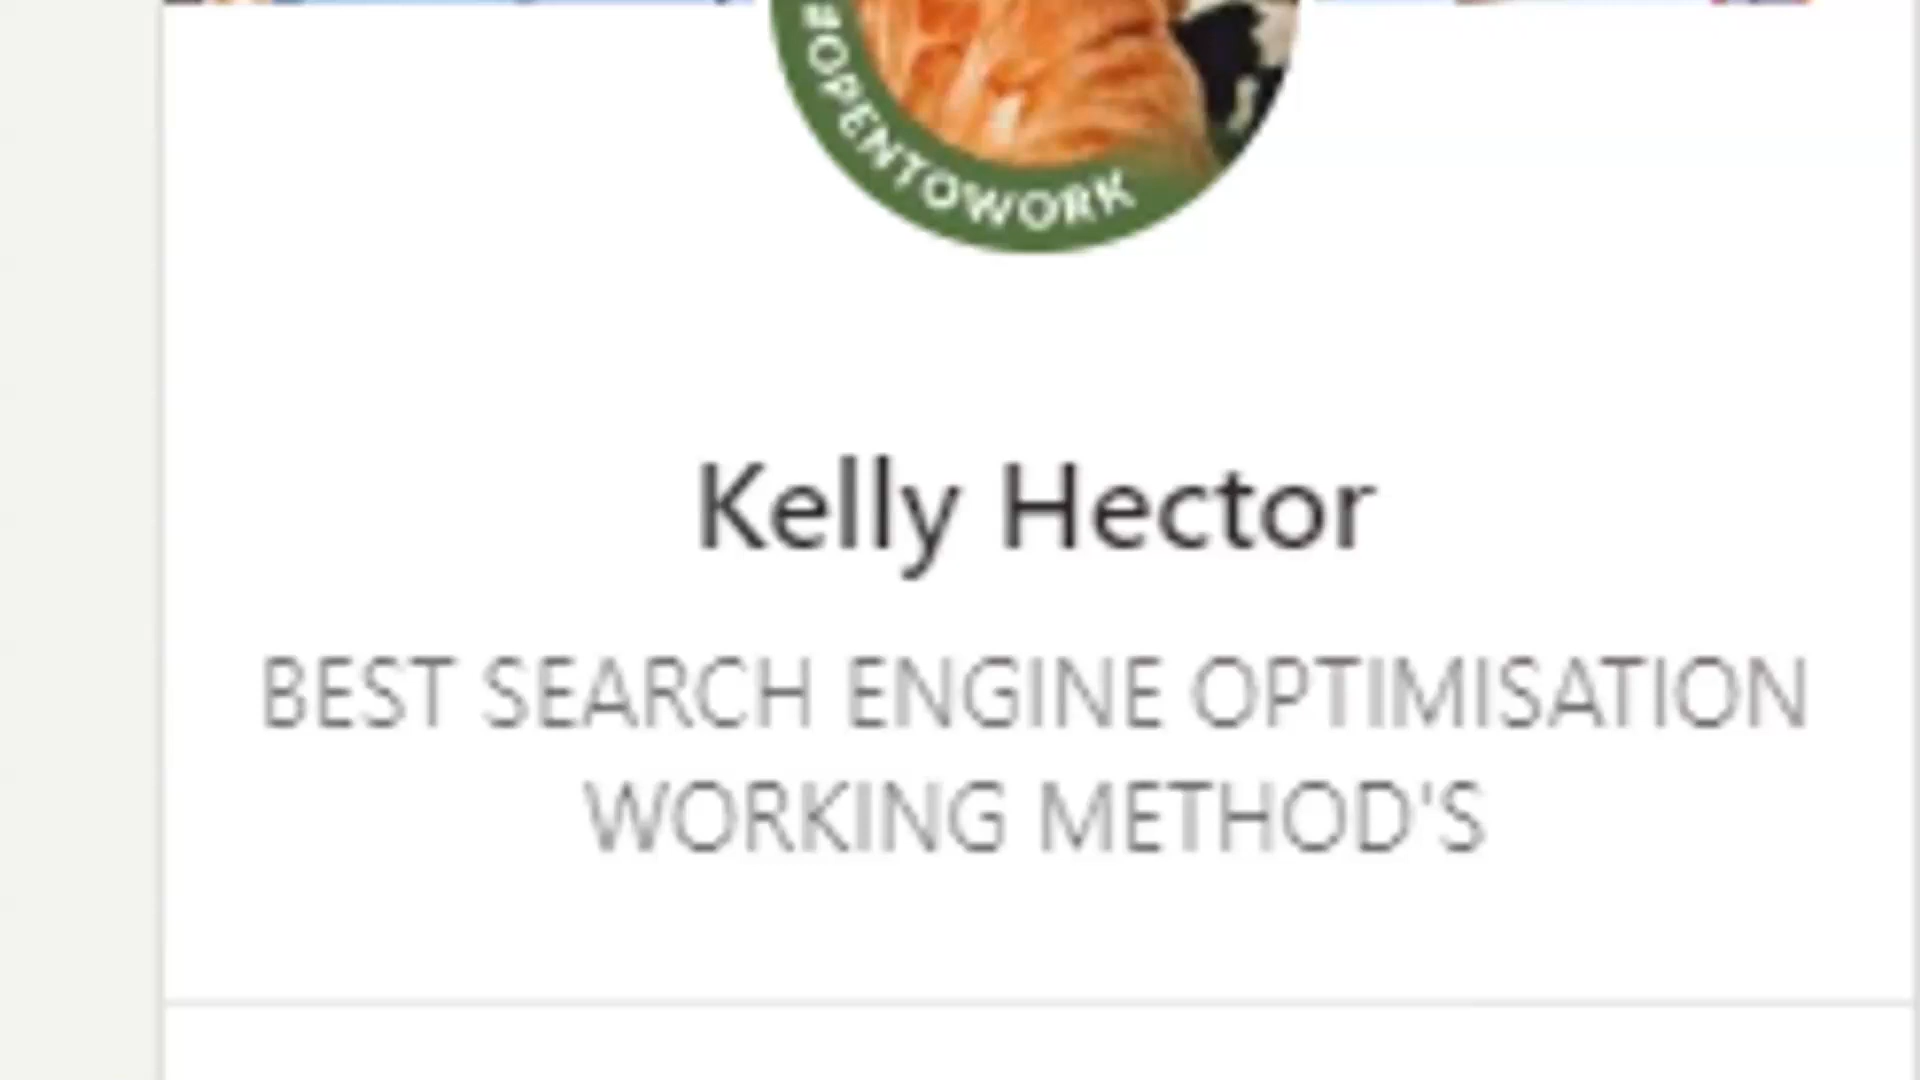 #OPENTOWORK
Kelly Hector
BEST SEARCH ENGINE OPTIMISATION
WORKING METHOD'S